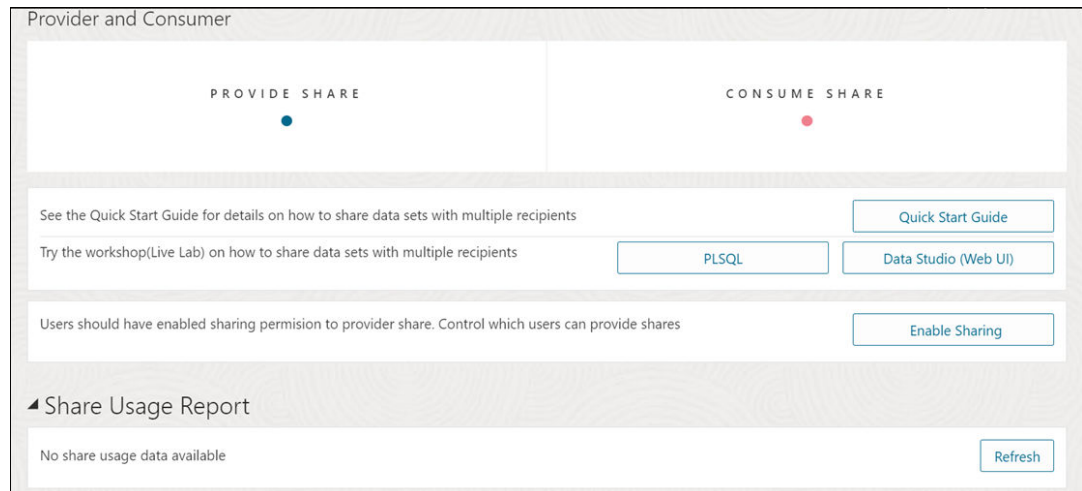 Provider and Consumer
PROVIDE SHARE
CONSUME SHARE
See the Quick Start Guide for details on how to share data sets with multiple recipients
Quick Start Guide
Try the workshop(Live Lab) on how to share data sets with multiple recipients
PLSQL
Data Studio (Web UI)
Users should have enabled sharing permision to provider share. Control which users can provide shares
Enable Sharing
Share Usage Report
No share usage data available
Refresh